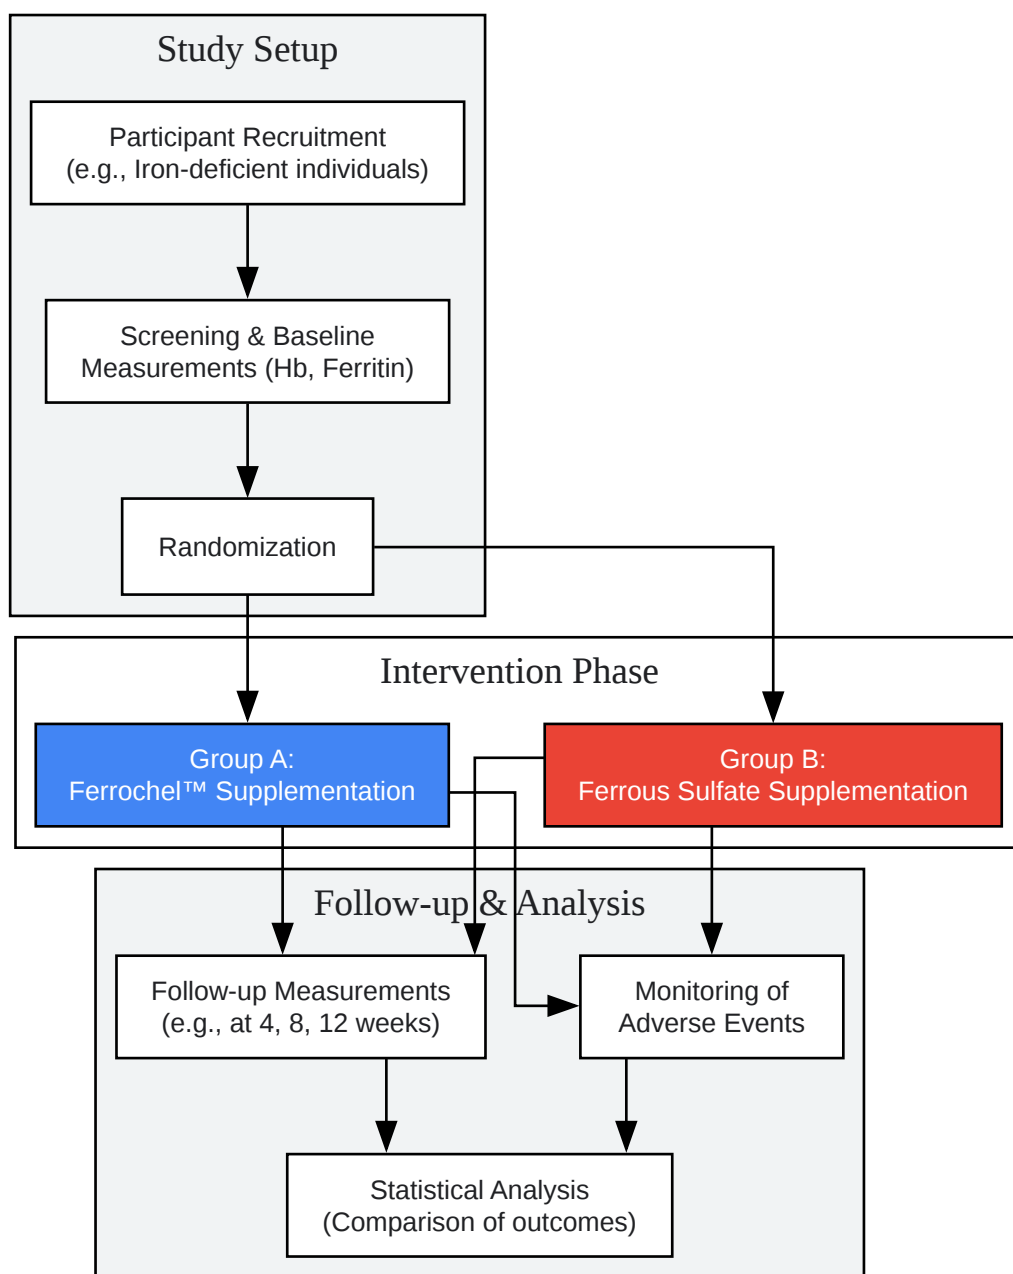 Study Setup
Participant Recruitment
(e.g., Iron-deficient individuals)
Screening & Baseline
Measurements (Hb, Ferritin)
Randomization
Intervention Phase
Group A:
Ferrochel™ Supplementation
Group B:
Ferrous Sulfate Supplementation
Follow-up & Analysis
Follow-up Measurements
(e.g., at 4, 8, 12 weeks)
Monitoring of
Adverse Events
Statistical Analysis
(Comparison of outcomes)